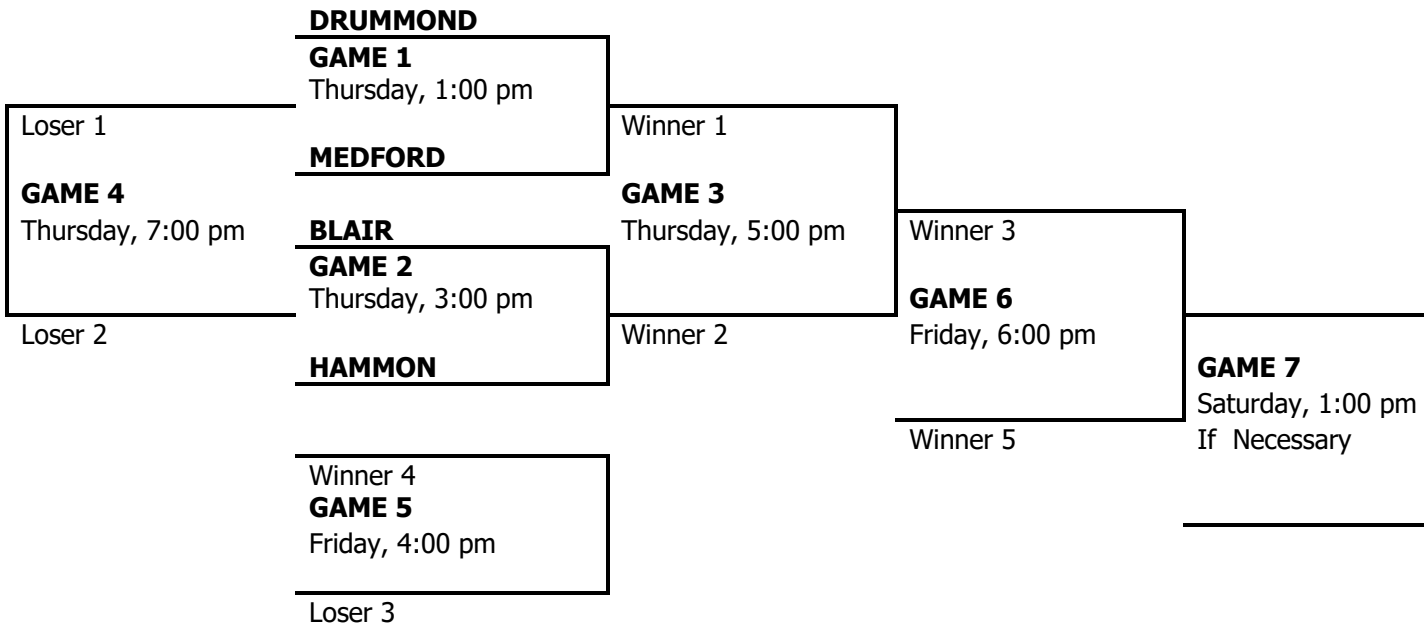 DRUMMOND
GAME 1
Thursday, 1:00 pm
Loser 1
Winner 1
MEDFORD
GAME 4
GAME 3
Thursday, 7:00 pm
BLAIR
Thursday, 5:00 pm
Winner 3
GAME 2
Thursday, 3:00 pm
GAME 6
Loser 2
Winner 2
Friday, 6:00 pm
HAMMON
GAME 7
Saturday, 1:00 pm
Winner 5
If Necessary
Winner 4
GAME 5
Friday, 4:00 pm
Loser 3